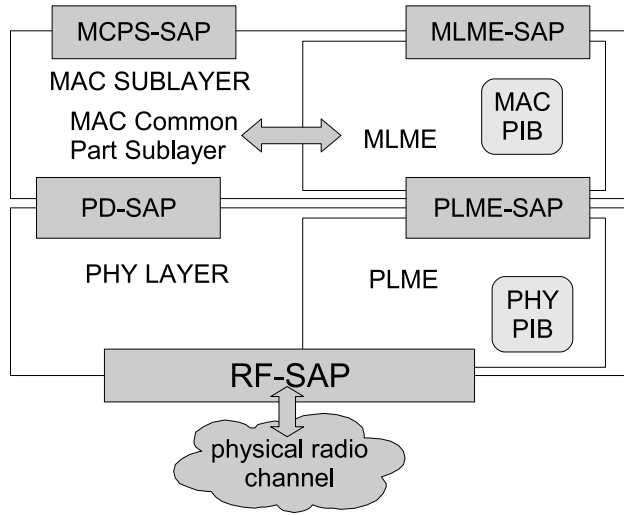 MCPS-SAP
MLME-SAP
MAC SUBLAYER
MAC Common
Part Sublayer
MLME
MAC
PIB
PD-SAP
PLME-SAP
PHY LAYER
PLME
PHY
PIB
RF-SAP
physical radio
channel